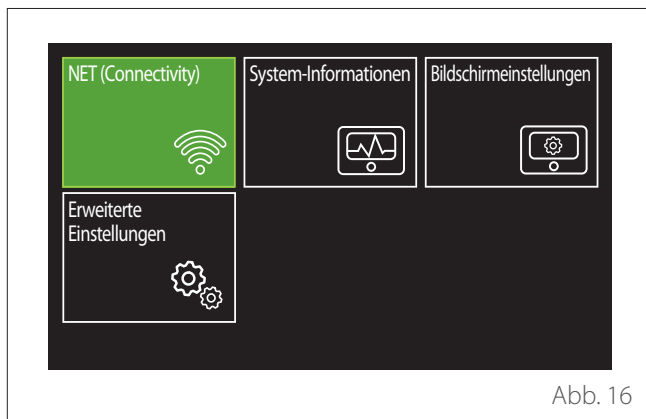 NET (Connectivity)
System-Informationen
Bildschirmeinstellungen
Erweiterte
Einstellungen
Abb. 16